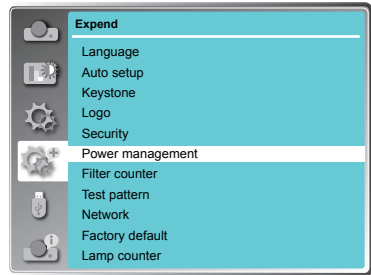 Expend
Language
Auto setup
Keystone
Logo
Security
Power management
Filter counter
Test pattern
Network
Factory default
Lamp counter